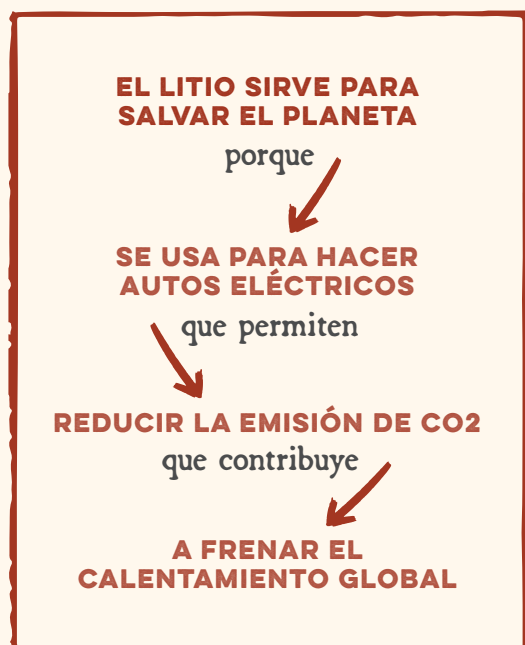 EL LITIO SIRVE PARA
SALVAR EL PLANETA
porque
SE USA PARA HACER
AUTOS ELÉCTRICOS
que permiten
REDUCIR LA EMISIÓN DE CO2
que contribuye
A FRENAR EL
CALENTAMIENTO GLOBAL